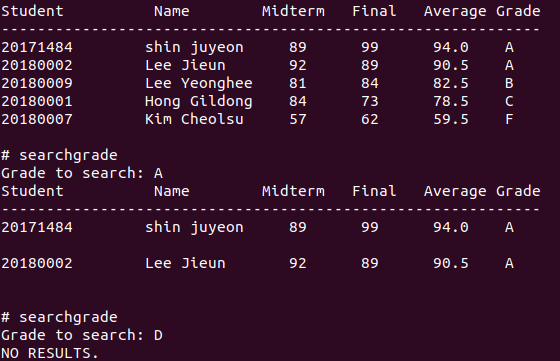 Student          Name        Midterm   Final   Average Grade
------------------------------------------------------------
20171484        shin juyeon     89      99      94.0    A
20180002        Lee Jieun       92      89      90.5    A
20180009        Lee Yeonghee    81      84      82.5    B
20180001        Hong Gildong    84      73      78.5    C
20180007        Kim Cheolsu     57      62      59.5    F
# searchgrade
Grade to search: A
Student          Name        Midterm   Final   Average Grade
------------------------------------------------------------
20171484        shin juyeon     89      99      94.0    A
20180002        Lee Jieun       92      89      90.5    A
# searchgrade
Grade to search: D
NO RESULTS.